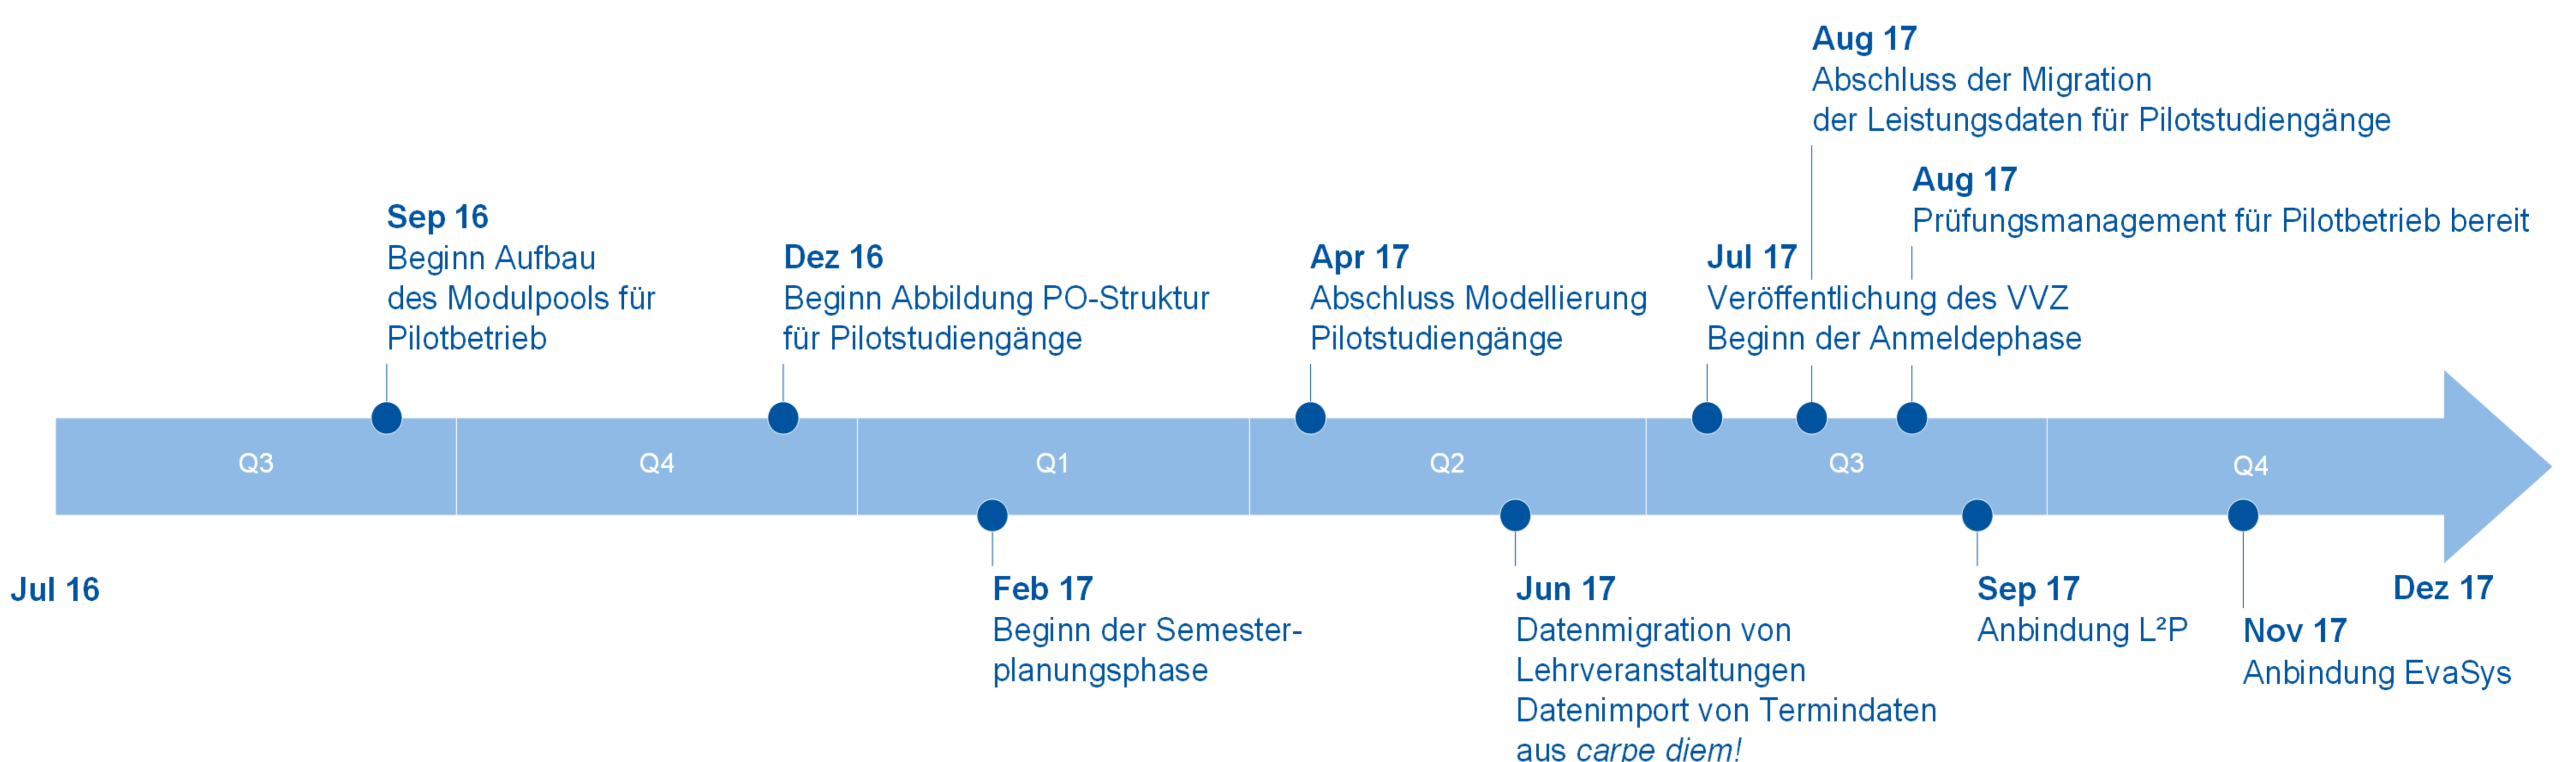 Aug 17
Abschluss der Migration
der Leistungsdaten für Pilotstudiengänge
Aug 17
Prüfungsmanagement für Pilotbetrieb bereit
Sep 16
Beginn Aufbau
des Modulpools für
Pilotbetrieb
Dez 16
Beginn Abbildung PO-Struktur
für Pilotstudiengänge
Apr 17
Abschluss Modellierung
Pilotstudiengänge
Jul 17
Veröffentlichung des VVZ
Beginn der Anmeldephase
Q3
Q4
Q1
Q2
Q3
Q4
Jul 16
Feb 17
Beginn der Semester-
planungsphase
Jun 17
Datenmigration von
Lehrveranstaltungen
Datenimport von Termindaten
aus carpe diem!
Sep 17
Anbindung L²P
Nov 17
Anbindung EvaSys
Dez 17